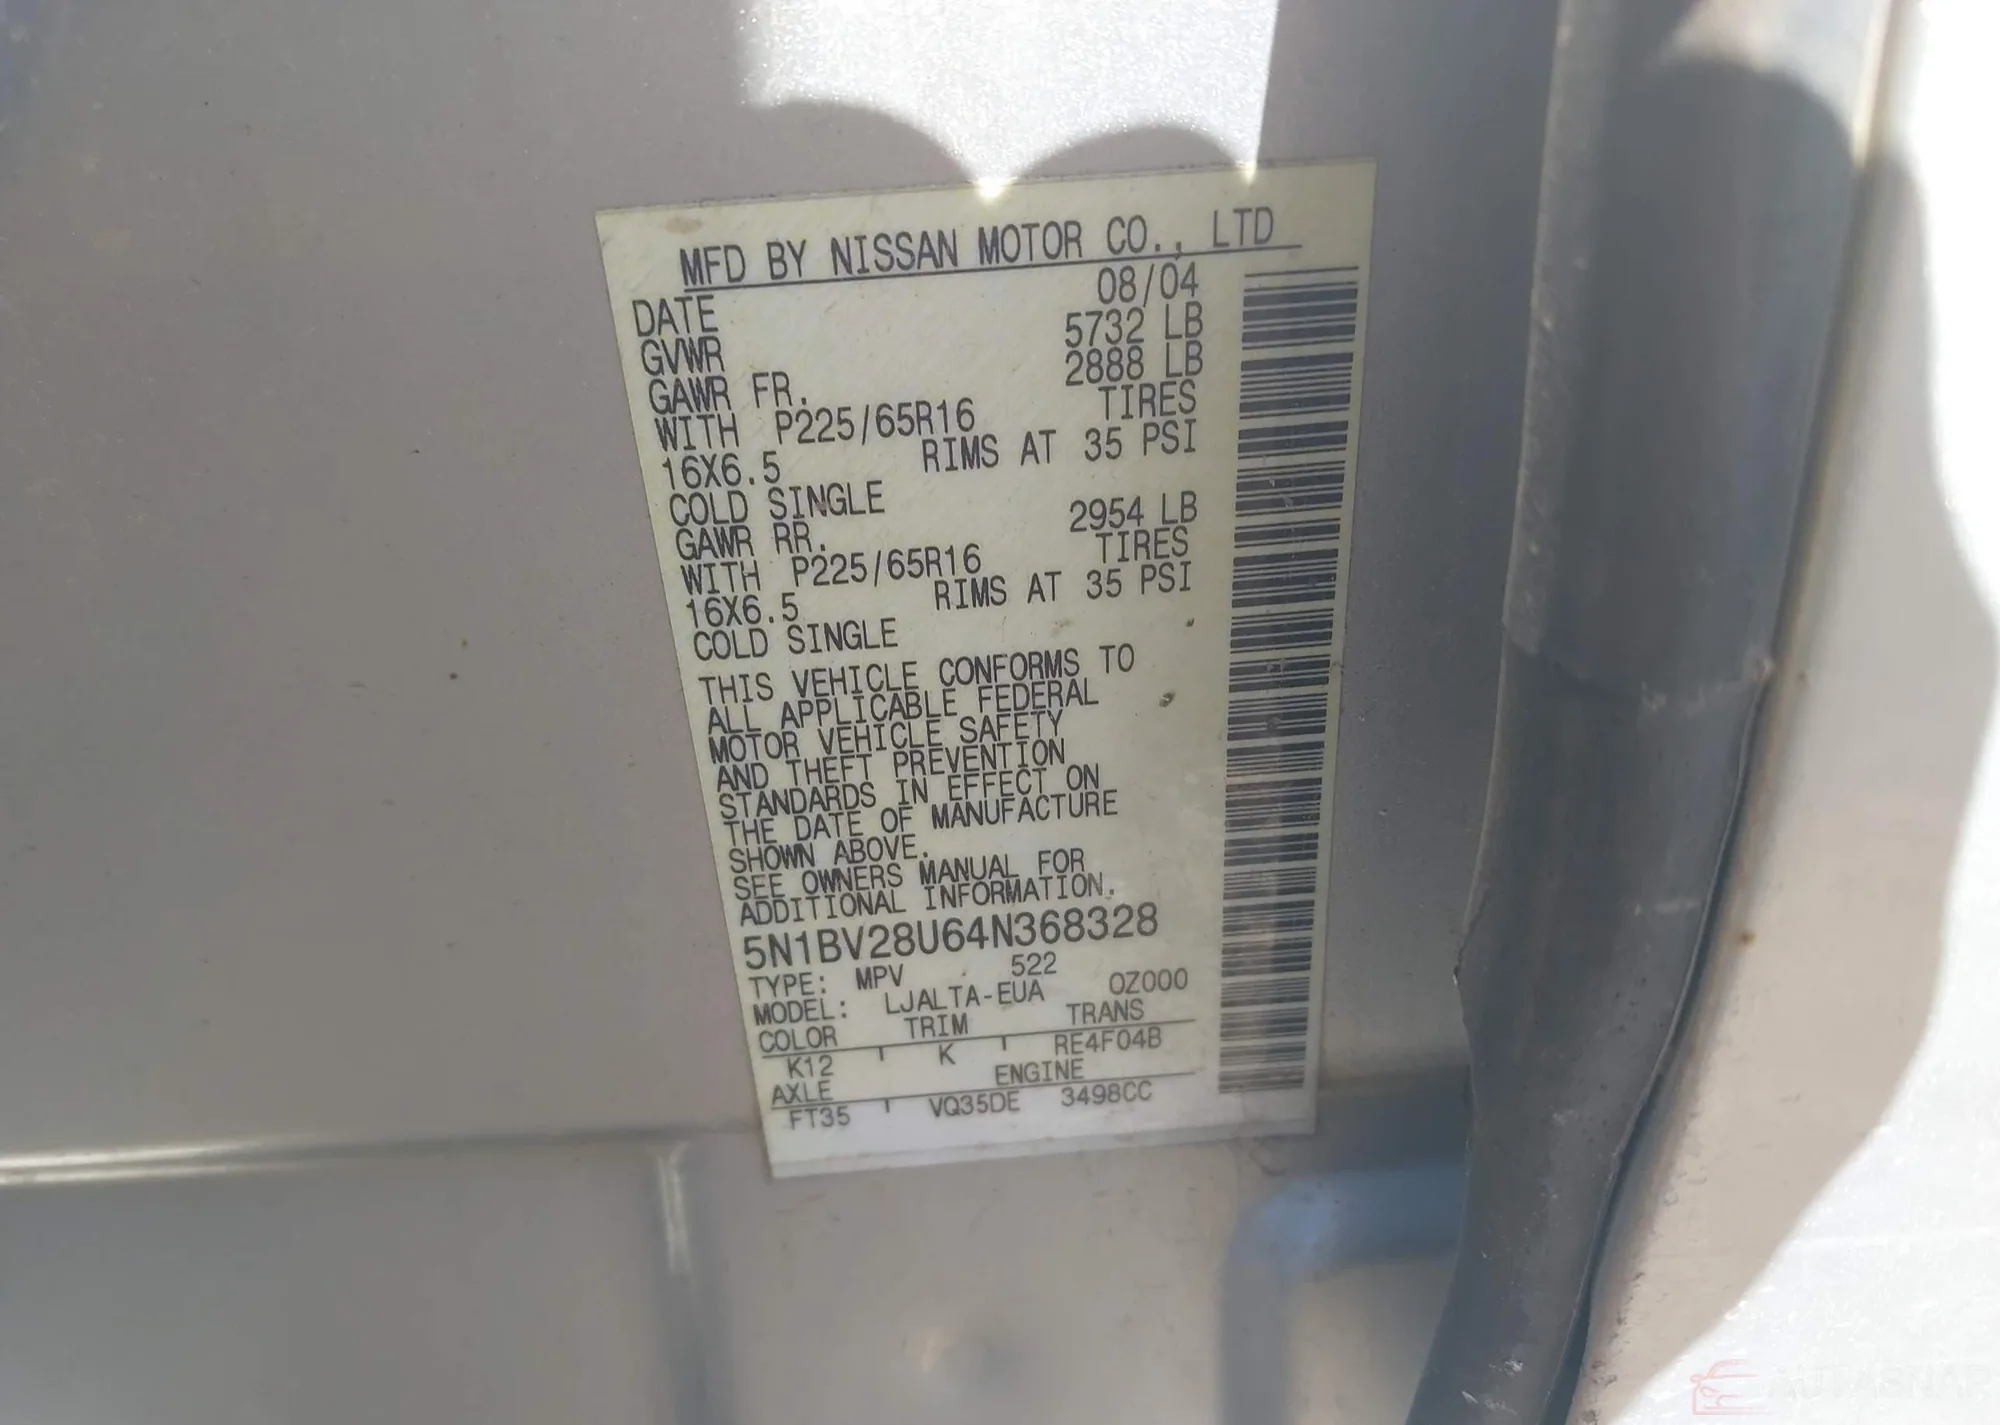 MFD BY NISSAN MOTOR CO., LTD
DATE 08/04
GVWR 5732 LB
GAWR FR. 2888 LB
WITH P225/65R16 TIRES
16X6.5 RIMS AT 35 PSI
COLD SINGLE
GAWR RR. 2954 LB
WITH P225/65R16 TIRES
16X6.5 RIMS AT 35 PSI
COLD SINGLE
THIS VEHICLE CONFORMS TO
ALL APPLICABLE FEDERAL
MOTOR VEHICLE SAFETY
AND THEFT PREVENTION
STANDARDS IN EFFECT ON
THE DATE OF MANUFACTURE
SHOWN ABOVE.
SEE OWNERS MANUAL FOR
ADDITIONAL INFORMATION.
5N1BV28U64N368328
TYPE: MPV 522
MODEL: LJALTA-EUA 0Z000
COLOR TRIM TRANS
K12 K RE4F04B
AXLE ENGINE
FT35 VQ35DE 3498CC